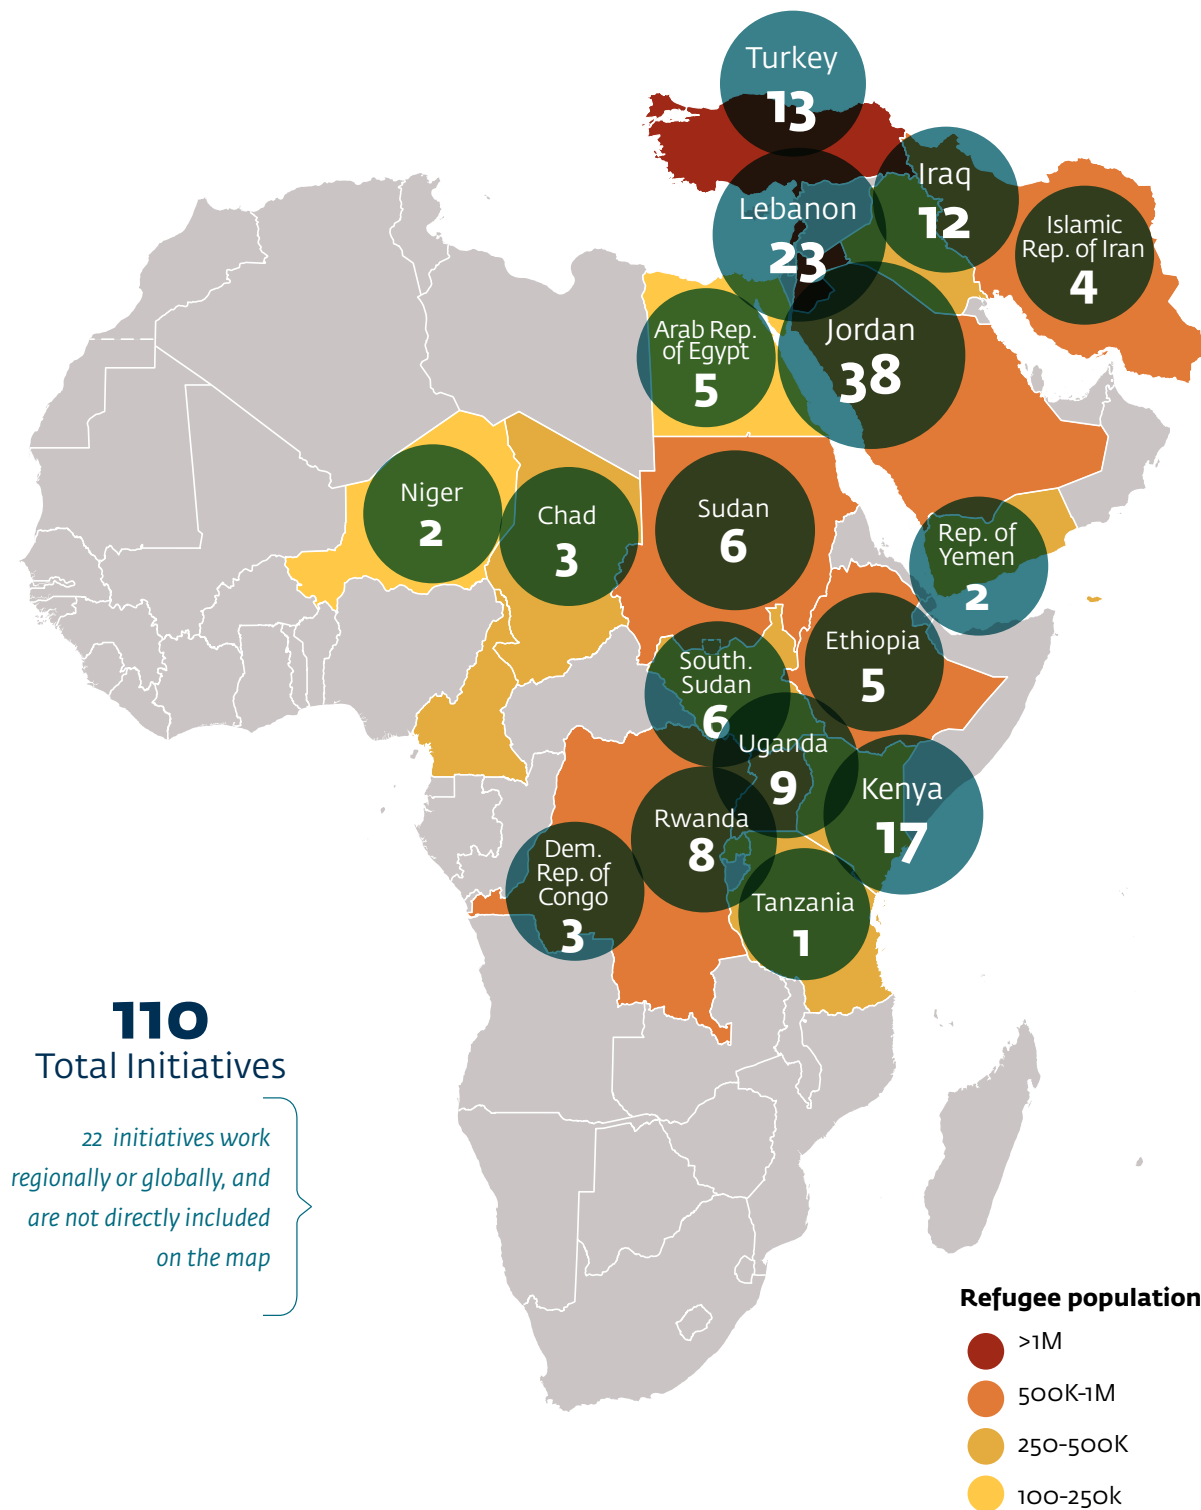 Turkey
13
Lebanon
23
Iraq
12
Islamic
Rep. of Iran
4
Arab Rep.
of Egypt
5
Jordan
38
Niger
2
Chad
3
Sudan
6
Rep. of
Yemen
2
South.
Sudan
6
Ethiopia
5
Uganda
9
Kenya
17
Rwanda
8
Dem.
Rep. of
Congo
3
Tanzania
1
110
Total Initiatives
22 initiatives work
regionally or globally, and
are not directly included
on the map
Refugee population
>1M
500K-1M
250-500K
100-250k